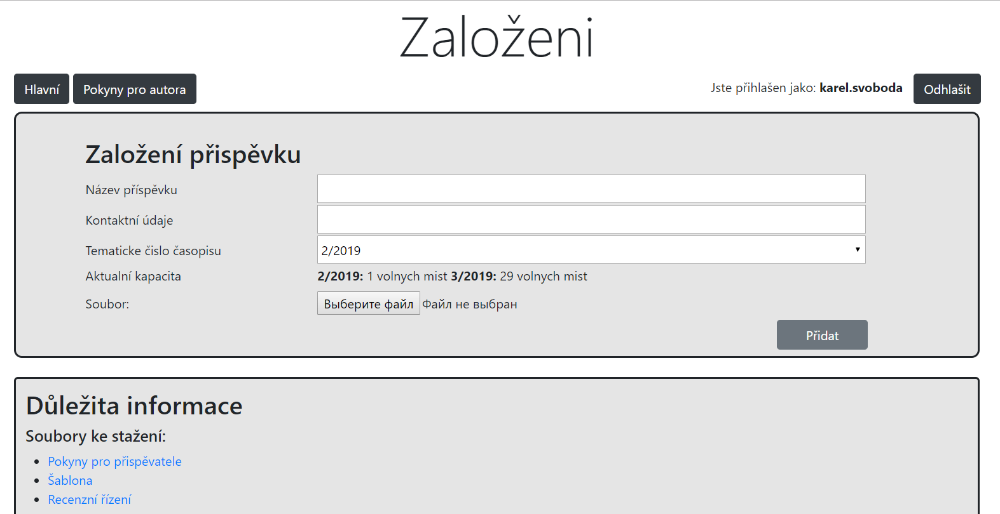 Založeni
Hlavní Pokyny pro autora Jste přihlašen jako: karel.svoboda Odhlašit
Založení přispěvku
Název příspěvku
Kontaktní údaje
Tematicke čislo časopisu 2/2019
Aktualní kapacita 2/2019: 1 volnych mist 3/2019: 29 volnych mist
Soubor: Выберите файл Файл не выбран
Přidat
Důležita informace
Soubory ke stažení:
Pokyny pro přispěvatele
Šablona
Recenzní řízení